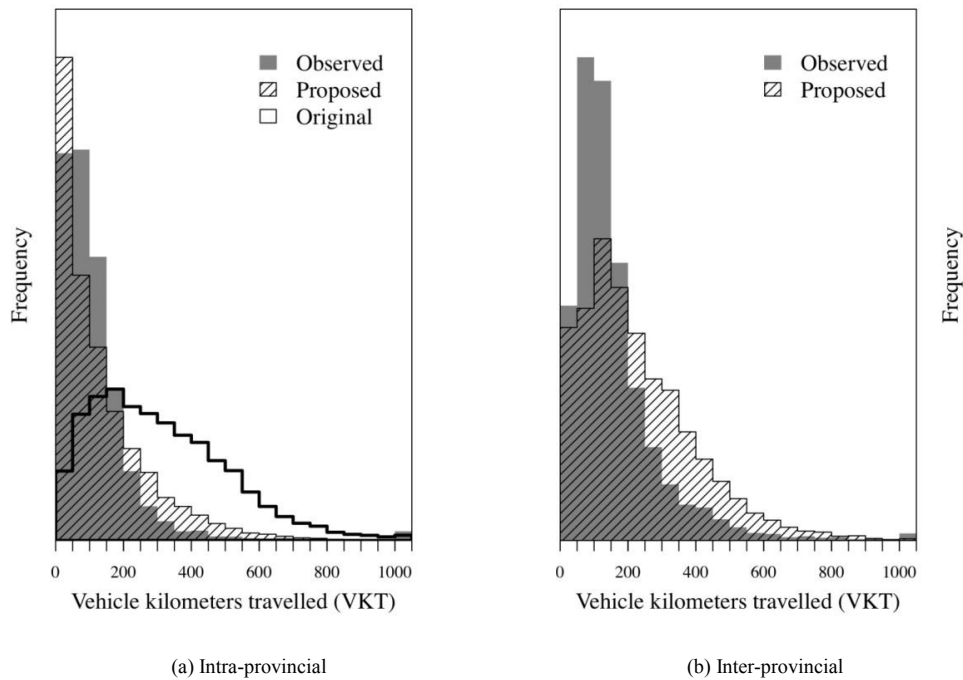 Observed
Proposed
Original
Frequency
0 200 400 600 800 1000
Vehicle kilometers travelled (VKT)
(a) Intra-provincial
Observed
Proposed
Frequency
0 200 400 600 800 1000
Vehicle kilometers travelled (VKT)
(b) Inter-provincial